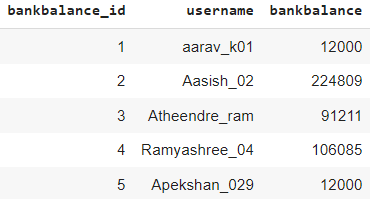 bankbalance_id username bankbalance
1 aarav_k01 12000
2 Aasish_02 224809
3 Atheendre_ram 91211
4 Ramyashree_04 106085
5 Apekshan_029 12000